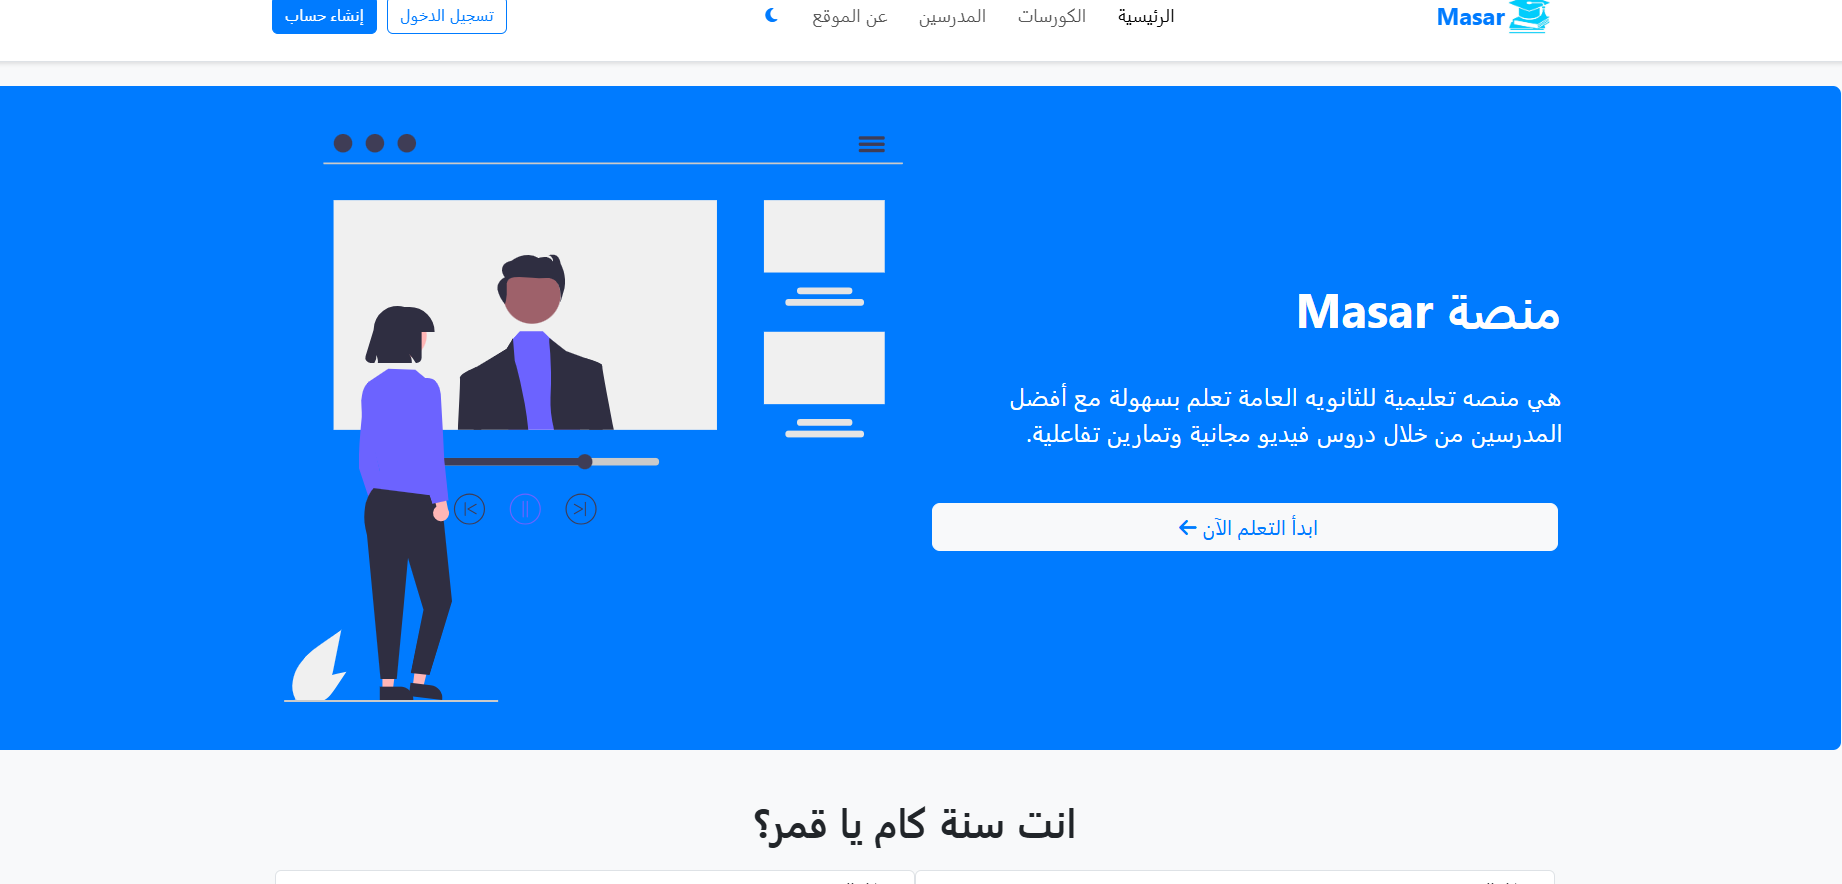 Masar
الرئيسية
الكورسات
المدرسين
عن الموقع
تسجيل الدخول
إنشاء حساب
منصة Masar
هي منصه تعليمية للثانويه العامة تعلم بسهولة مع أفضل
المدرسين من خلال دروس فيديو مجانية وتمارين تفاعلية.
ابدأ التعلم الآن ←
انت سنة كام يا قمر؟